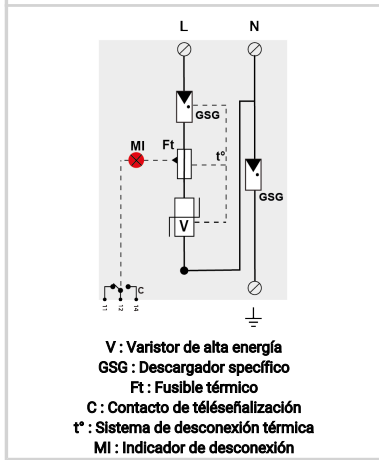 L N
GSG
MI Ft
t°
GSG
V
C
11 12 14
V : Varistor de alta energía
GSG : Descargador specífico
Ft : Fusible térmico
C : Contacto de téléseñalización
t° : Sistema de desconexión térmica
MI : Indicador de desconexión